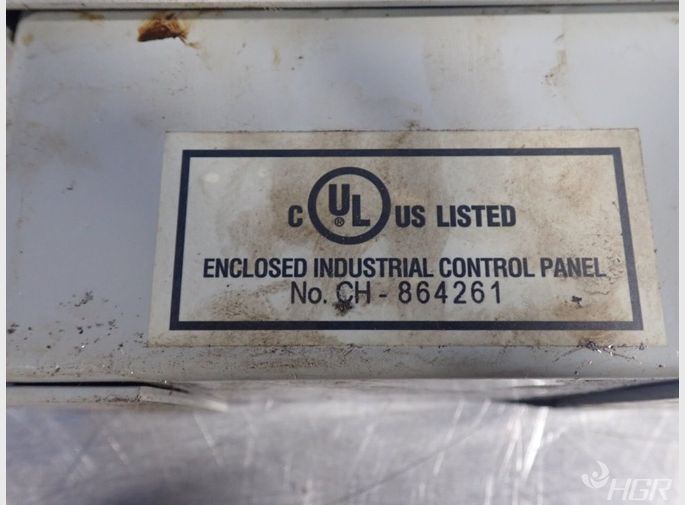 C UL® US LISTED
ENCLOSED INDUSTRIAL CONTROL PANEL
No. CH - 864261
HGR